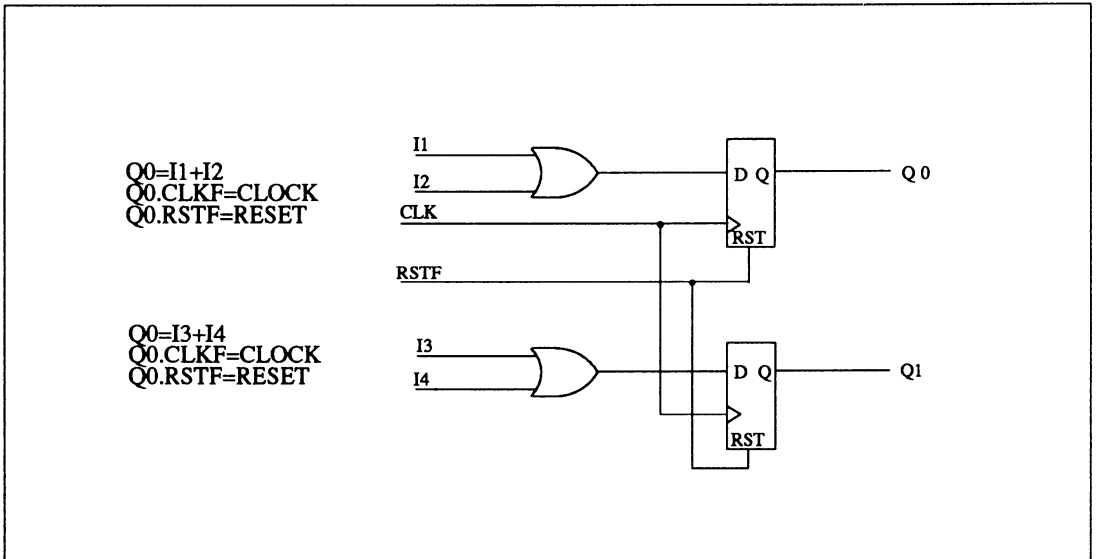 Q0=I1+I2
Q0.CLKF=CLOCK
Q0.RSTF=RESET
I1
I2
CLK
RSTF
D Q
RST
Q 0
Q0=I3+I4
Q0.CLKF=CLOCK
Q0.RSTF=RESET
I3
I4
D Q
RST
Q1